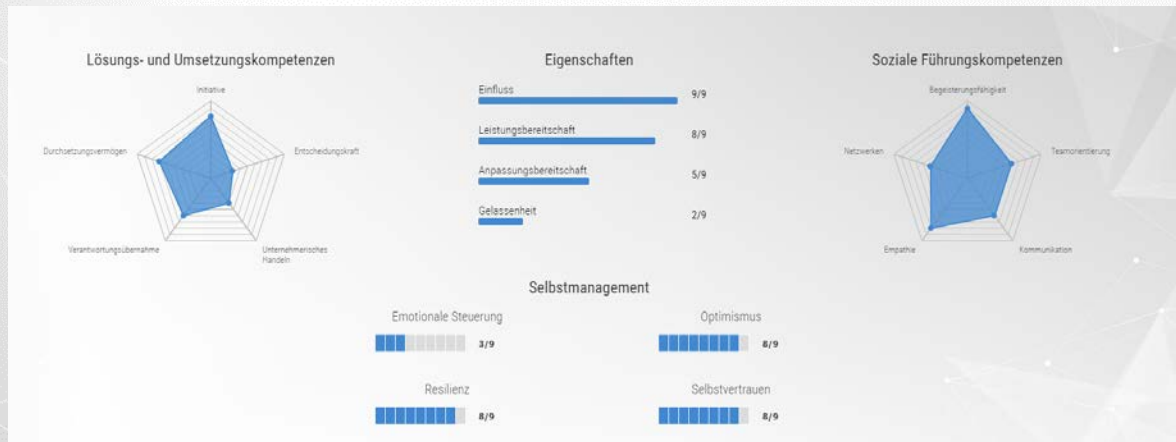 Lösungs- und Umsetzungskompetenzen
Initiative
Durchsetzungsvermögen
Entscheidungskraft
Verantwortungsübernahme
Unternehmerisches
Handeln
Eigenschaften
Einfluss 9/9
Leistungsbereitschaft 8/9
Anpassungsbereitschaft 5/9
Gelassenheit 2/9
Soziale Führungskompetenzen
Begeisterungsfähigkeit
Netzwerken
Teamorientierung
Empathie
Kommunikation
Selbstmanagement
Emotionale Steuerung
3/9
Optimismus
8/9
Resilienz
8/9
Selbstvertrauen
8/9